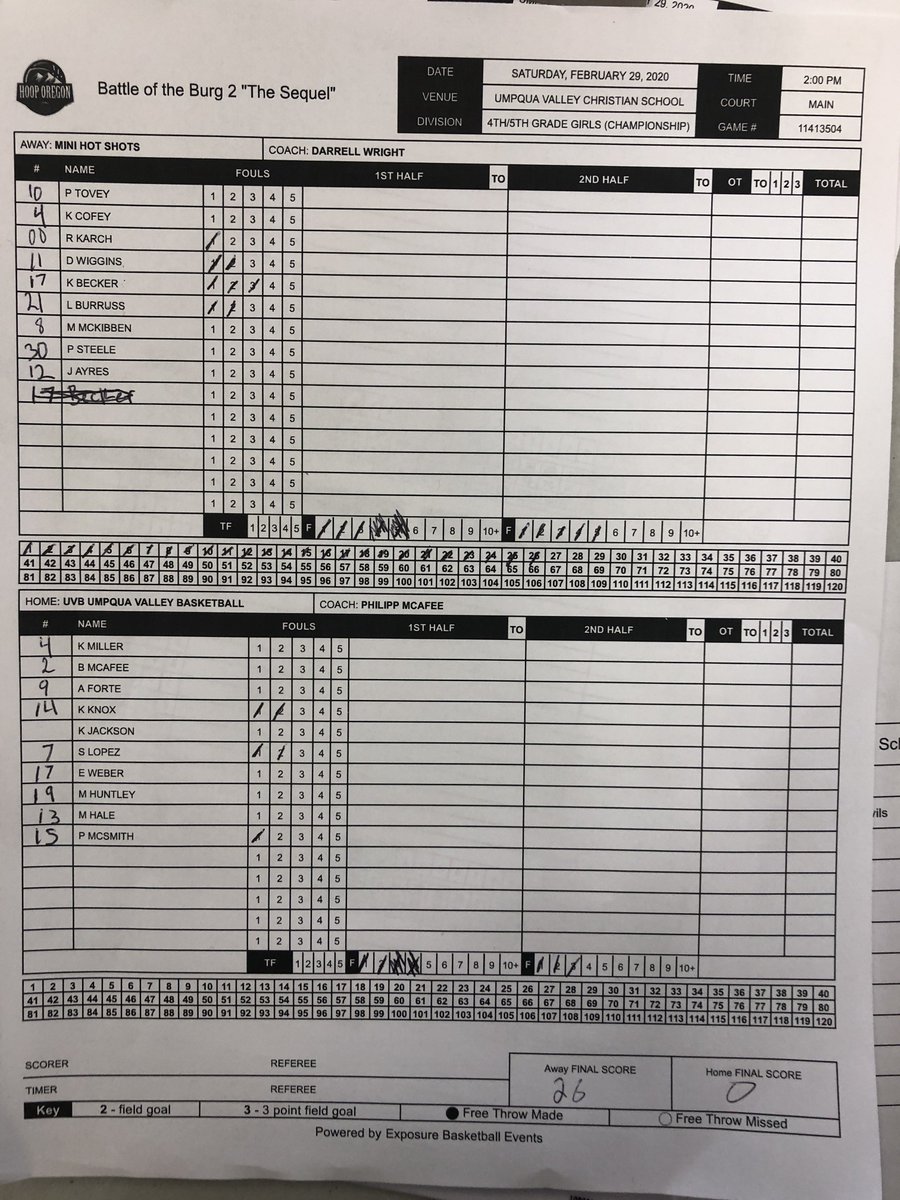 29, 2020
HOOP OREGON
Battle of the Burg 2 "The Sequel"
DATE SATURDAY, FEBRUARY 29, 2020 TIME 2:00 PM
VENUE UMPQUA VALLEY CHRISTIAN SCHOOL COURT MAIN
DIVISION 4TH/5TH GRADE GIRLS (CHAMPIONSHIP) GAME # 11413504
AWAY: MINI HOT SHOTS COACH: DARRELL WRIGHT
# NAME FOULS 1ST HALF TO 2ND HALF TO OT TO 1 2 3 TOTAL
10 P TOVEY 1 2 3 4 5
4 K COFEY 1 2 3 4 5
00 R KARCH 1 2 3 4 5
11 D WIGGINS 1 2 3 4 5
17 K BECKER 1 2 3 4 5
21 L BURRUSS 1 2 3 4 5
8 M MCKIBBEN 1 2 3 4 5
30 P STEELE 1 2 3 4 5
12 J AYRES 1 2 3 4 5
17 Becker 1 2 3 4 5
1 2 3 4 5
1 2 3 4 5
1 2 3 4 5
1 2 3 4 5
1 2 3 4 5
TF 1 2 3 4 5 F 1 2 3 4 5 6 7 8 9 10+ F 1 2 3 4 5 6 7 8 9 10+
1 2 3 4 5 6 7 8 9 10 11 12 13 14 15 16 17 18 19 20 21 22 23 24 25 26 27 28 29 30 31 32 33 34 35 36 37 38 39 40
41 42 43 44 45 46 47 48 49 50 51 52 53 54 55 56 57 58 59 60 61 62 63 64 65 66 67 68 69 70 71 72 73 74 75 76 77 78 79 80
81 82 83 84 85 86 87 88 89 90 91 92 93 94 95 96 97 98 99 100 101 102 103 104 105 106 107 108 109 110 111 112 113 114 115 116 117 118 119 120
HOME: UVB UMPQUA VALLEY BASKETBALL COACH: PHILIPP MCAFEE
# NAME FOULS 1ST HALF TO 2ND HALF TO OT TO 1 2 3 TOTAL
4 K MILLER 1 2 3 4 5
2 B MCAFEE 1 2 3 4 5
9 A FORTE 1 2 3 4 5
14 K KNOX 1 2 3 4 5
K JACKSON 1 2 3 4 5
7 S LOPEZ 1 2 3 4 5
17 E WEBER 1 2 3 4 5
19 M HUNTLEY 1 2 3 4 5
13 M HALE 1 2 3 4 5
15 P MCSMITH 1 2 3 4 5
1 2 3 4 5
1 2 3 4 5
1 2 3 4 5
1 2 3 4 5
1 2 3 4 5
TF 1 2 3 4 5 F 1 2 3 4 5 6 7 8 9 10+ F 1 2 3 4 5 6 7 8 9 10+
1 2 3 4 5 6 7 8 9 10 11 12 13 14 15 16 17 18 19 20 21 22 23 24 25 26 27 28 29 30 31 32 33 34 35 36 37 38 39 40
41 42 43 44 45 46 47 48 49 50 51 52 53 54 55 56 57 58 59 60 61 62 63 64 65 66 67 68 69 70 71 72 73 74 75 76 77 78 79 80
81 82 83 84 85 86 87 88 89 90 91 92 93 94 95 96 97 98 99 100 101 102 103 104 105 106 107 108 109 110 111 112 113 114 115 116 117 118 119 120
SCORER REFEREE Away FINAL SCORE Home FINAL SCORE
TIMER REFEREE 26 0
Key 2 - field goal 3 - 3 point field goal Free Throw Made Free Throw Missed
Powered by Exposure Basketball Events